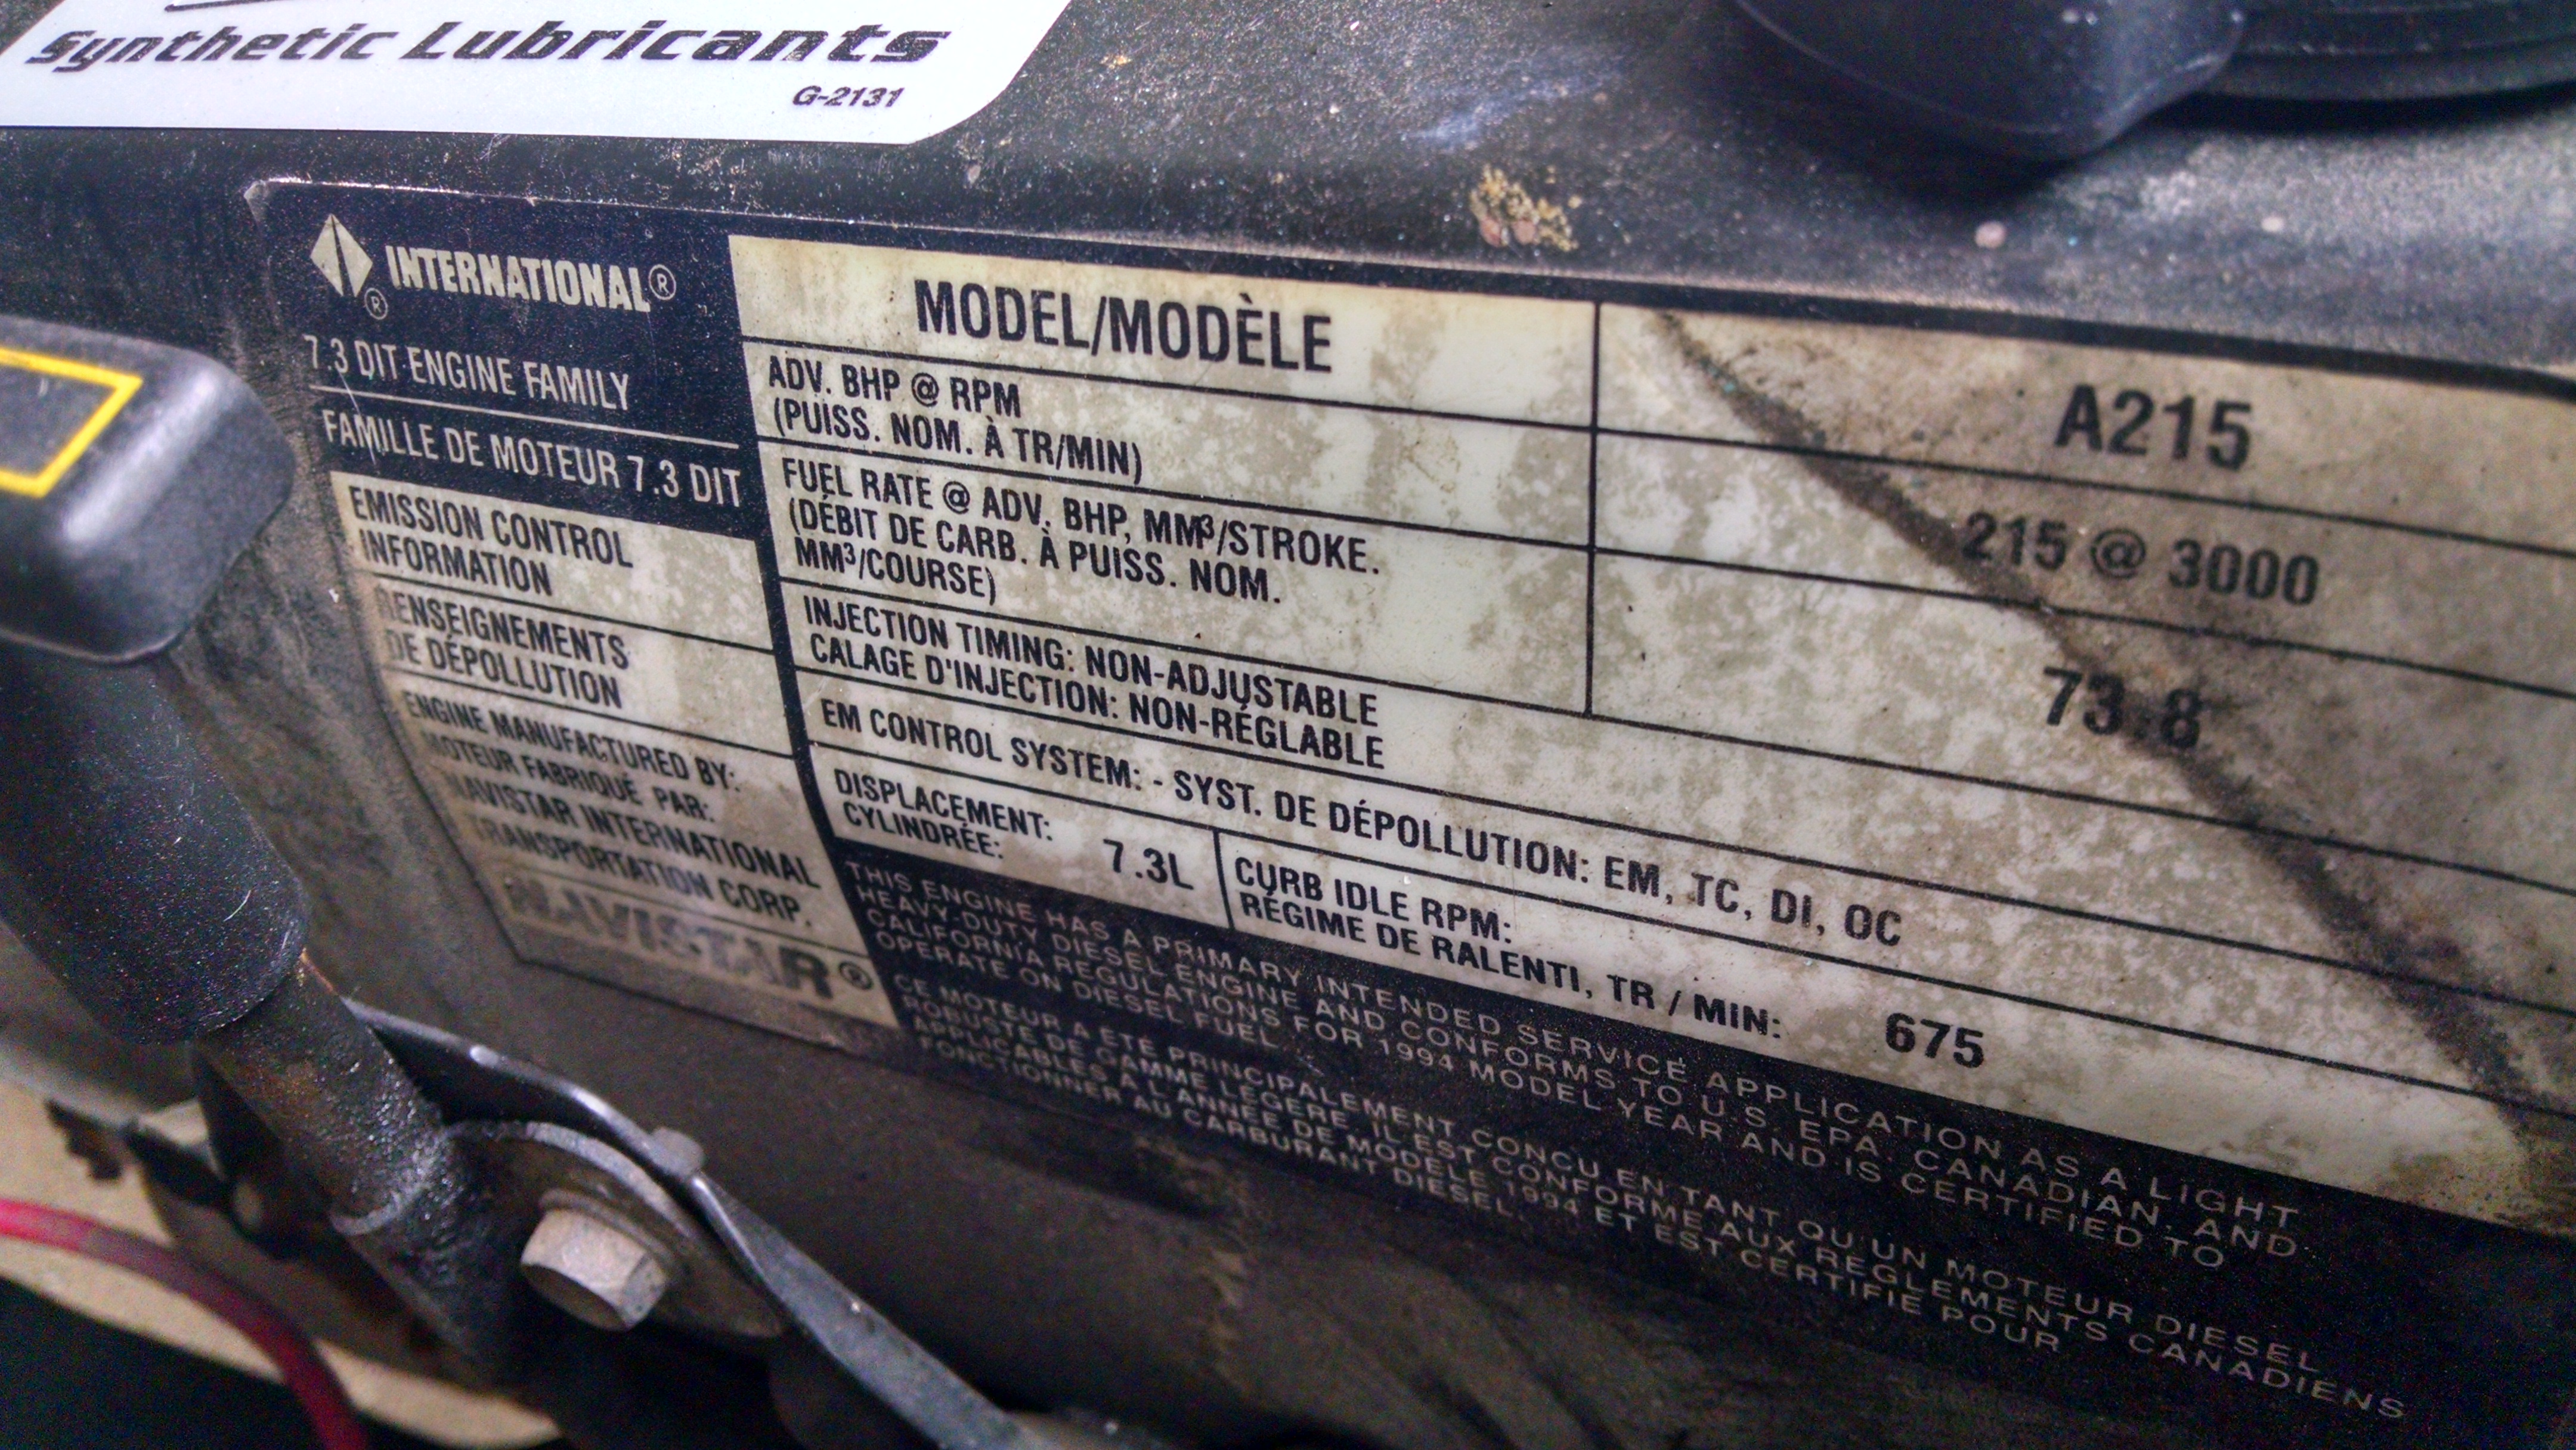 Synthetic Lubricants
G-2131
INTERNATIONAL®
®
7.3 DIT ENGINE FAMILY
FAMILLE DE MOTEUR 7.3 DIT
EMISSION CONTROL
INFORMATION
RENSEIGNEMENTS
DE DÉPOLLUTION
ENGINE MANUFACTURED BY:
MOTEUR FABRIQUÉ PAR:
NAVISTAR INTERNATIONAL
TRANSPORTATION CORP.
NAVISTAR®
MODEL/MODÈLE
A215
ADV. BHP @ RPM
(PUISS. NOM. À TR/MIN)
215 @ 3000
FUEL RATE @ ADV. BHP, MM³/STROKE.
(DÉBIT DE CARB. À PUISS. NOM.
MM³/COURSE)
73.8
INJECTION TIMING: NON-ADJUSTABLE
CALAGE D'INJECTION: NON-RÉGLABLE
EM CONTROL SYSTEM: - SYST. DE DÉPOLLUTION: EM, TC, DI, OC
DISPLACEMENT:
CYLINDRÉE:
7.3L
CURB IDLE RPM:
RÉGIME DE RALENTI, TR / MIN:
675
THIS ENGINE HAS A PRIMARY INTENDED SERVICE APPLICATION AS A LIGHT
HEAVY-DUTY DIESEL ENGINE AND CONFORMS TO U.S. EPA, CANADIAN, AND
CALIFORNIA REGULATIONS FOR 1994 MODEL YEAR AND IS CERTIFIED TO
OPERATE ON DIESEL FUEL.
CE MOTEUR A ÉTÉ PRINCIPALEMENT CONÇU EN TANT QU'UN MOTEUR DIESEL
ROBUSTE DE GAMME LÉGÈRE. IL EST CONFORME AUX RÈGLEMENTS CANADIENS
APPLICABLES À L'ANNÉE DE MODÈLE 1994 ET EST CERTIFIÉ POUR
FONCTIONNER AU CARBURANT DIESEL.